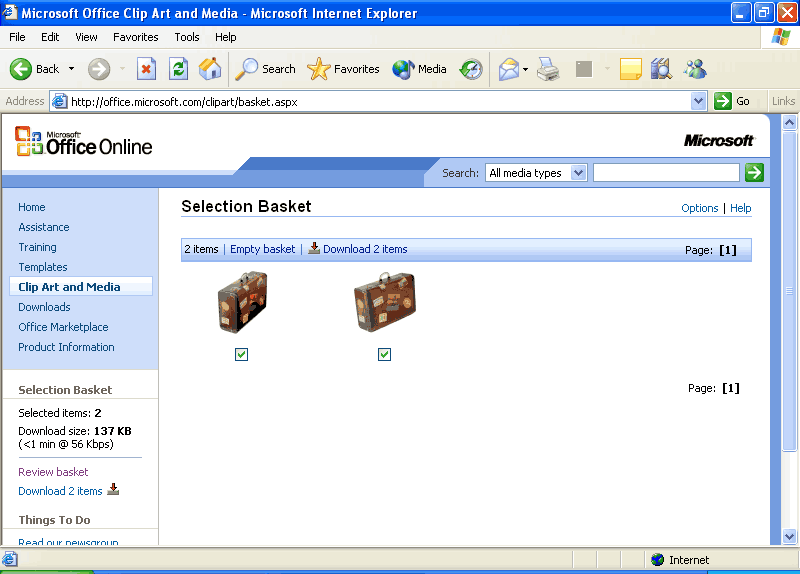 Microsoft Office Clip Art and Media - Microsoft Internet Explorer
File Edit View Favorites Tools Help
Back Search Favorites Media
Address http://office.microsoft.com/clipart/basket.aspx Go Links
Microsoft
Office Online
Microsoft
Search: All media types
Home
Assistance
Training
Templates
Clip Art and Media
Downloads
Office Marketplace
Product Information
Selection Basket
Selected items: 2
Download size: 137 KB
(<1 min @ 56 Kbps)
Review basket
Download 2 items
Things To Do
Read our newsgroup
Selection Basket
Options | Help
2 items | Empty basket | Download 2 items Page: [1]
Page: [1]
Internet